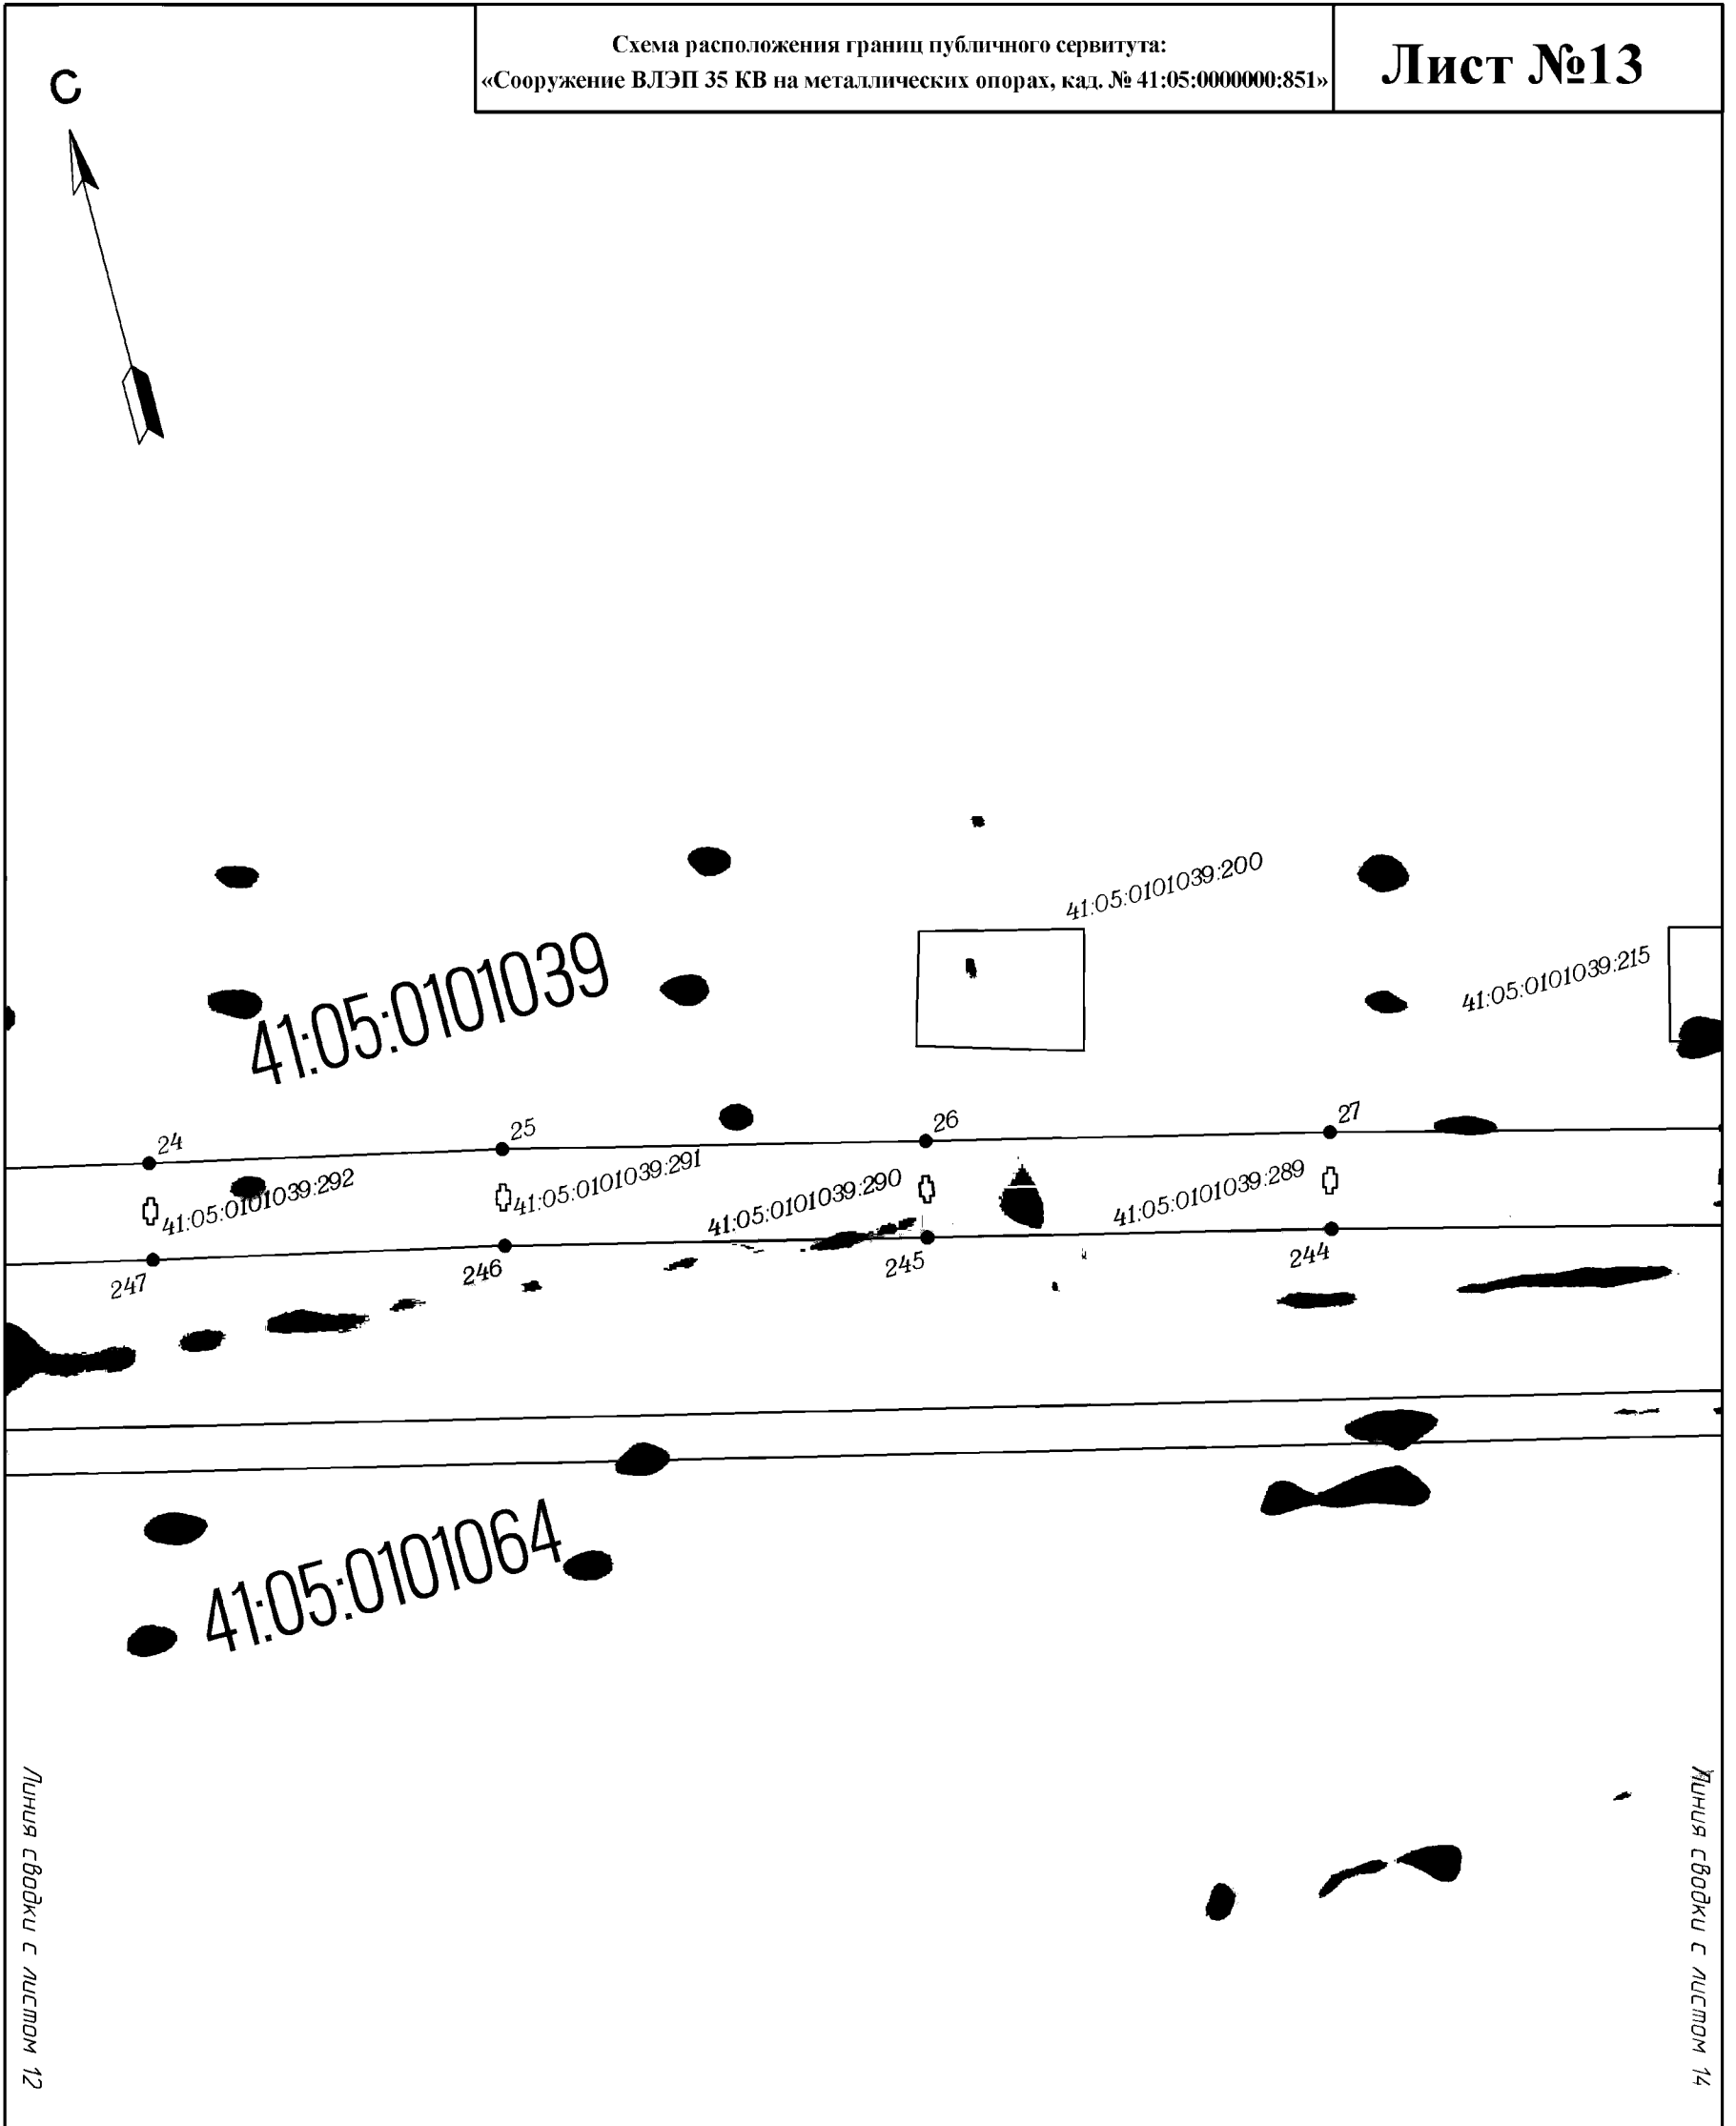 Схема расположения границ публичного сервитута:
«Сооружение ВЛЭП 35 КВ на металлических опорах, кад. № 41:05:0000000:851»
Лист №13
С
41:05:0101039:200
41:05:0101039:215
41:05:0101039
24
25
26
27
41:05:0101039:292
41:05:0101039:291
41:05:0101039:290
41:05:0101039:289
247
246
245
244
41:05:0101064
Линия сводки с листом 12
Линия сводки с листом 14